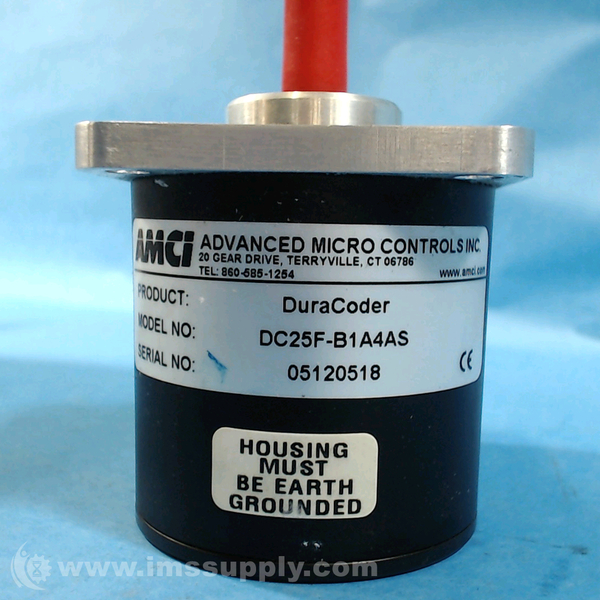 AMCI ADVANCED MICRO CONTROLS INC.
20 GEAR DRIVE, TERRYVILLE, CT 06786
TEL: 860-585-1254 www.amci.com
PRODUCT: DuraCoder
MODEL NO: DC25F-B1A4AS
SERIAL NO: 05120518
CE
HOUSING
MUST
BE EARTH
GROUNDED
© www.imssupply.com